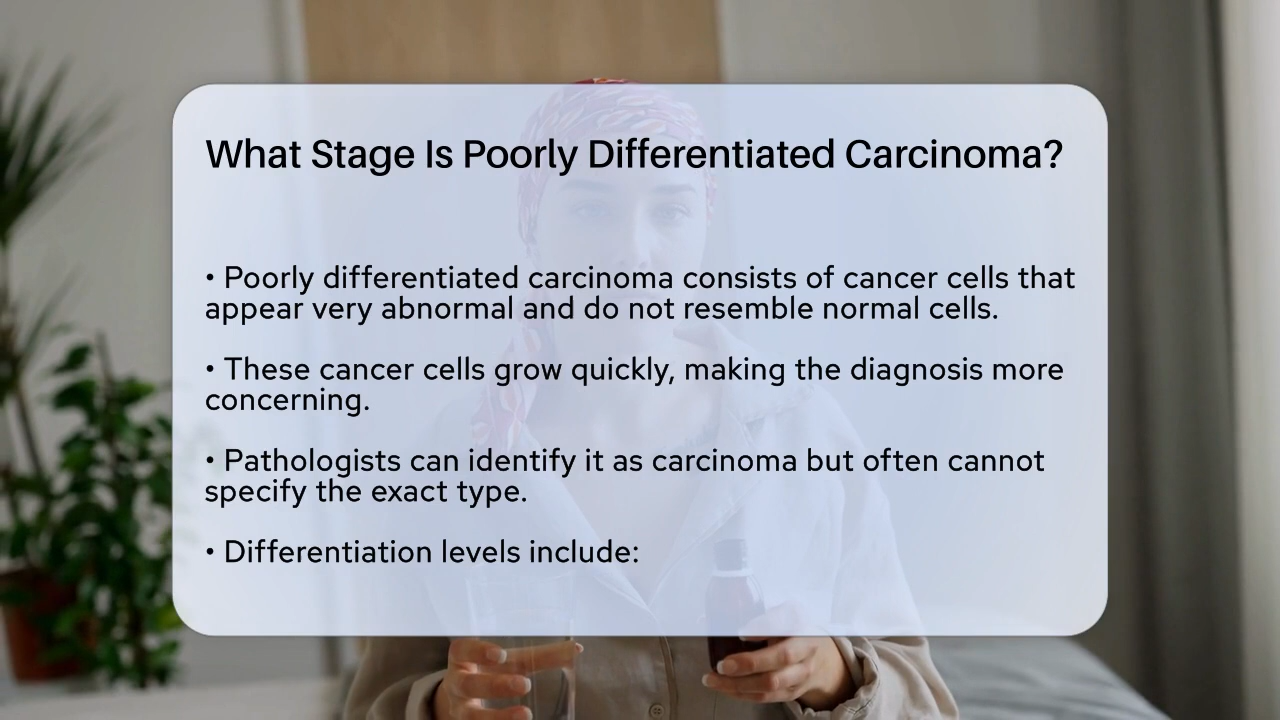 What Stage Is Poorly Differentiated Carcinoma?
• Poorly differentiated carcinoma consists of cancer cells that
appear very abnormal and do not resemble normal cells.
• These cancer cells grow quickly, making the diagnosis more
concerning.
• Pathologists can identify it as carcinoma but often cannot
specify the exact type.
• Differentiation levels include: